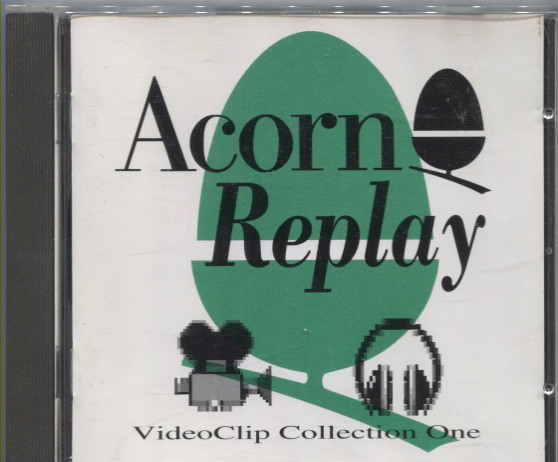 Acorn
Replay
VideoClip Collection One